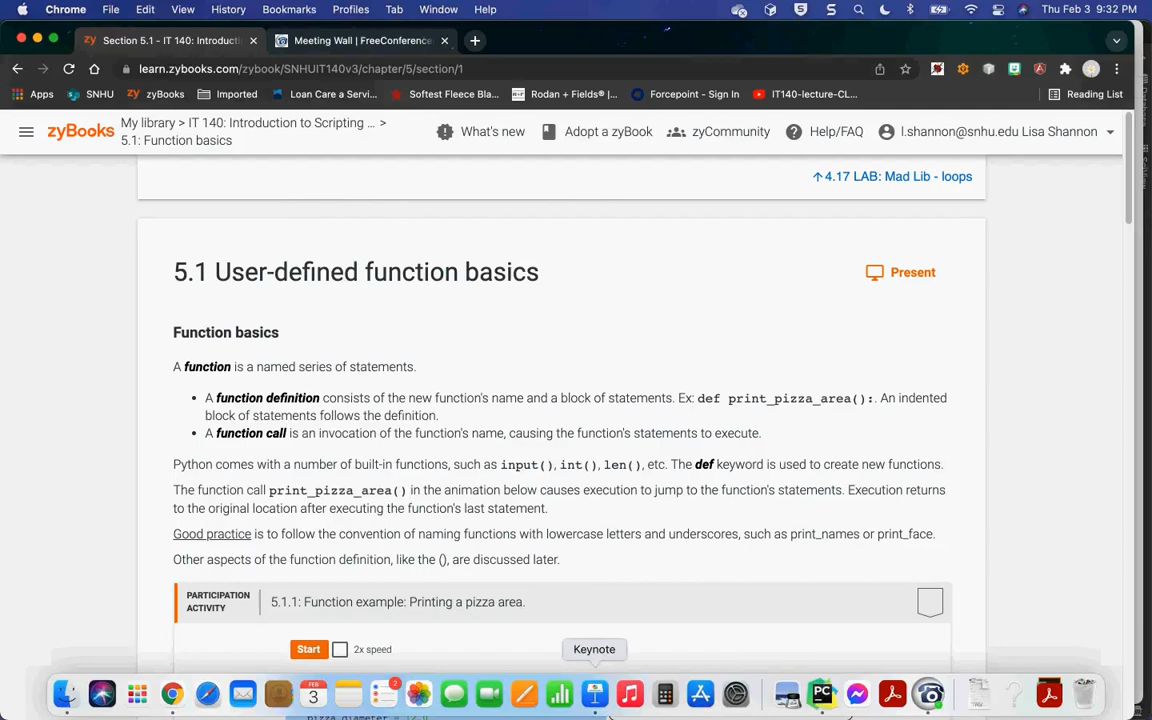 Chrome File Edit View History Bookmarks Profiles Tab Window Help Thu Feb 3 9:32 PM
Section 5.1 - IT 140: Introducti Meeting Wall | FreeConference
learn.zybooks.com/zybook/SNHUIT140v3/chapter/5/section/1
Apps SNHU zyBooks Imported Loan Care a Servi... Softest Fleece Bla... Rodan + Fields® |... Forcepoint - Sign In IT140-lecture-CL... Reading List
zyBooks My library > IT 140: Introduction to Scripting ... > What's new Adopt a zyBook zyCommunity Help/FAQ l.shannon@snhu.edu Lisa Shannon
5.1: Function basics
4.17 LAB: Mad Lib - loops
5.1 User-defined function basics
Present
Function basics
A function is a named series of statements.
• A function definition consists of the new function's name and a block of statements. Ex: def print_pizza_area():. An indented
block of statements follows the definition.
• A function call is an invocation of the function's name, causing the function's statements to execute.
Python comes with a number of built-in functions, such as input(), int(), len(), etc. The def keyword is used to create new functions.
The function call print_pizza_area() in the animation below causes execution to jump to the function's statements. Execution returns
to the original location after executing the function's last statement.
Good practice is to follow the convention of naming functions with lowercase letters and underscores, such as print_names or print_face.
Other aspects of the function definition, like the (), are discussed later.
PARTICIPATION
ACTIVITY
5.1.1: Function example: Printing a pizza area.
Start 2x speed
Keynote
FEB
3
2
PC